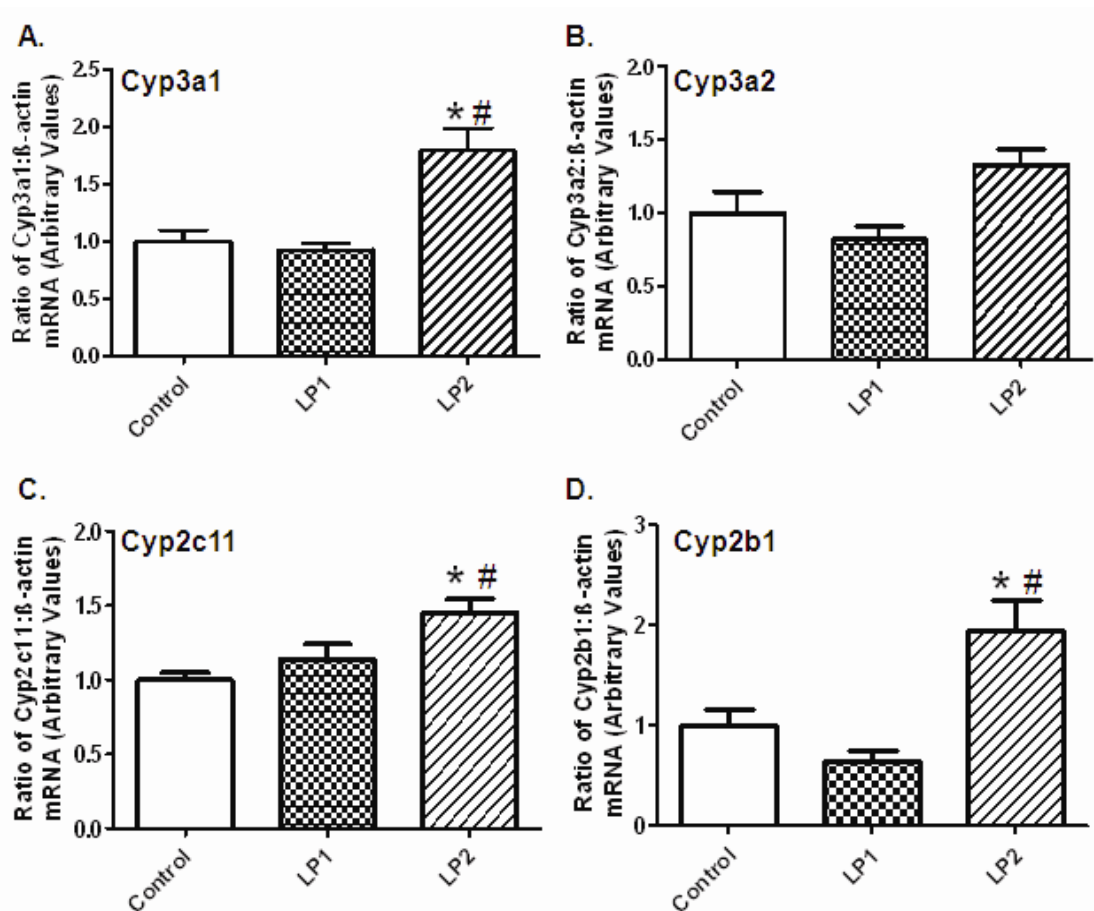 A.
Cyp3a1
Ratio of Cyp3a1:ß-actin
mRNA (Arbitrary Values)
2.5
2.0
1.5
1.0
0.5
0.0
* #
Control
LP1
LP2
B.
Cyp3a2
Ratio of Cyp3a2:ß-actin
mRNA (Arbitrary Values)
2.0
1.5
1.0
0.5
0.0
Control
LP1
LP2
C.
Cyp2c11
Ratio of Cyp2c11:ß-actin
mRNA (Arbitrary Values)
2.0
1.5
1.0
0.5
0.0
* #
Control
LP1
LP2
D.
Cyp2b1
Ratio of Cyp2b1:ß-actin
mRNA (Arbitrary Values)
3
2
1
0
* #
Control
LP1
LP2